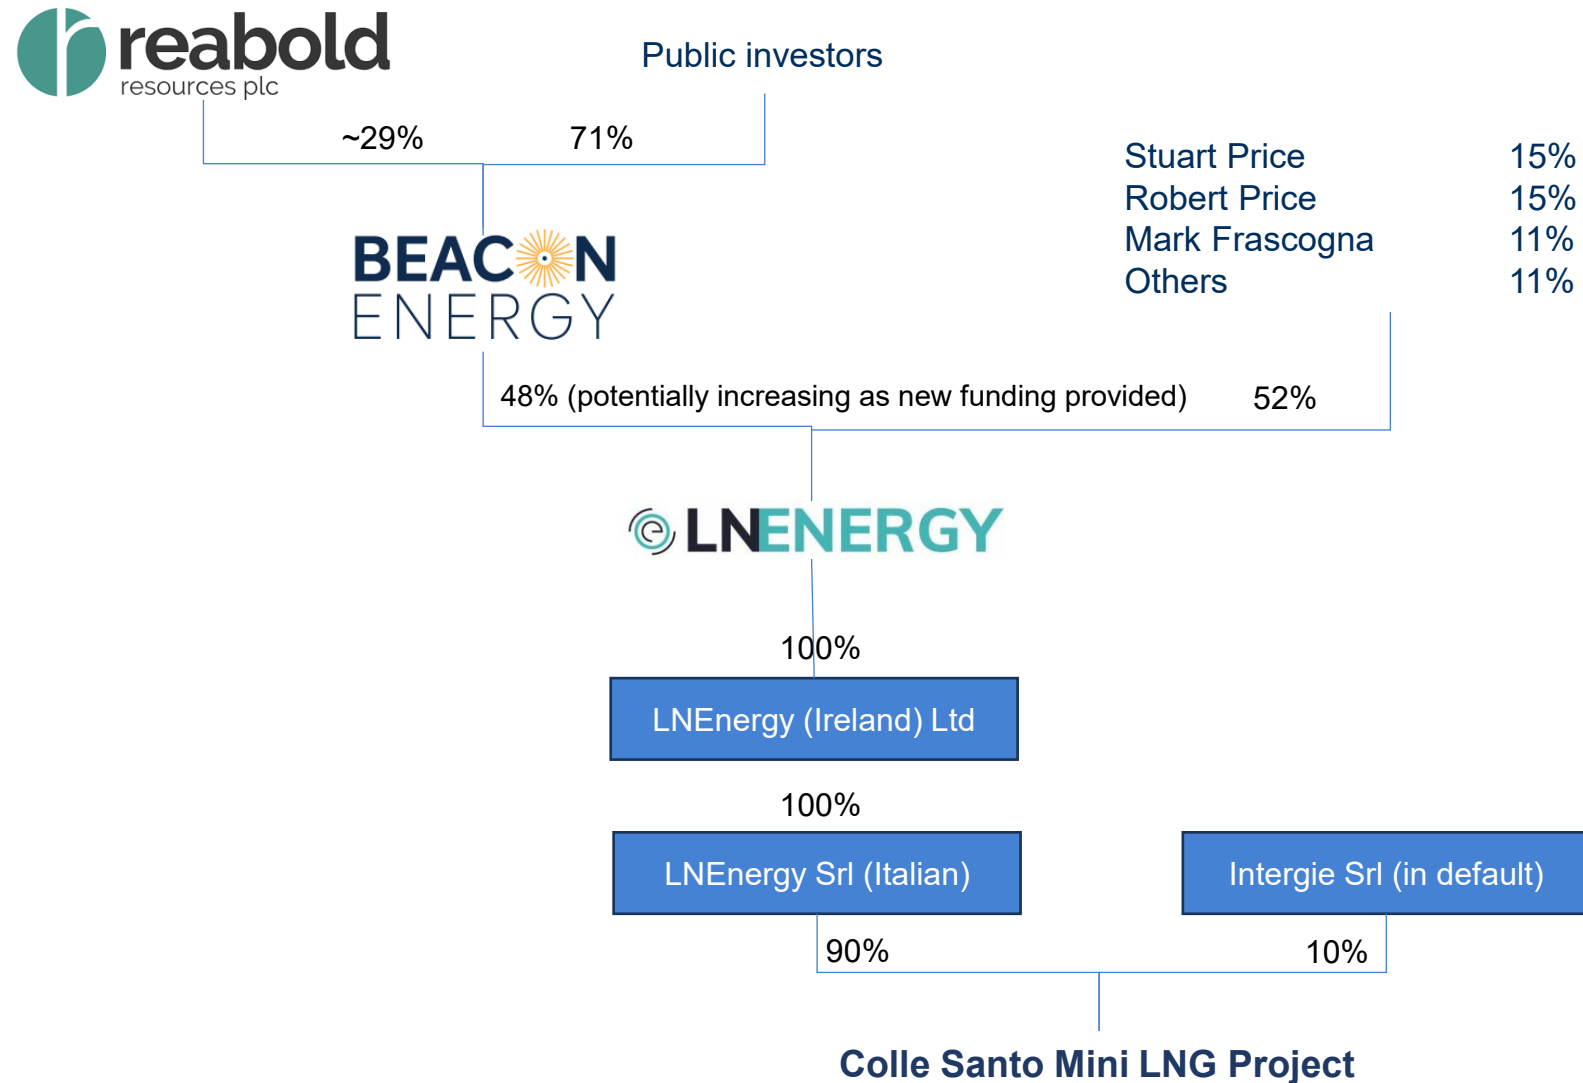 reabold
resources plc
Public investors
~29%
71%
Stuart Price 15%
Robert Price 15%
Mark Frascogna 11%
Others 11%
BEACON
ENERGY
48% (potentially increasing as new funding provided)
52%
LNENERGY
100%
LNEnergy (Ireland) Ltd
100%
LNEnergy Srl (Italian)
Intergie Srl (in default)
90%
10%
Colle Santo Mini LNG Project